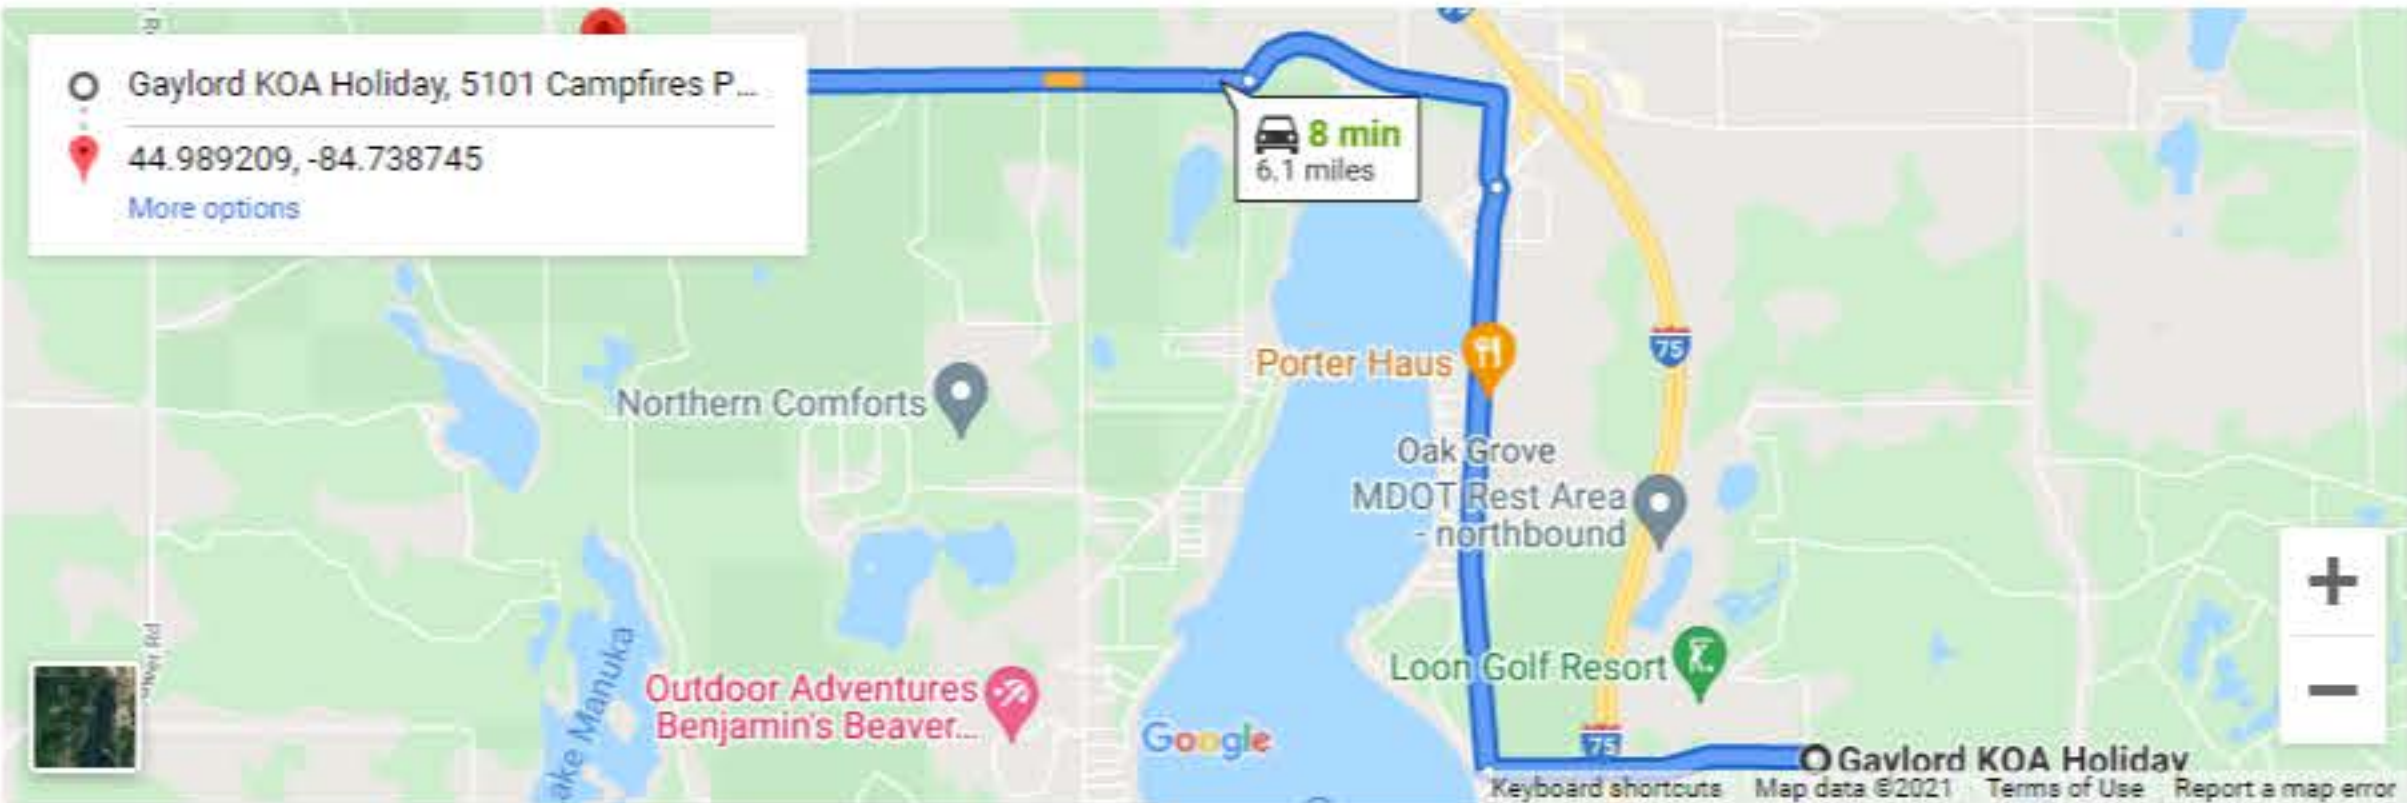 Gaylord KOA Holiday, 5101 Campfires P...
44.989209, -84.738745
More options
8 min
6.1 miles
75
Porter Haus
Northern Comforts
Oak Grove
MDOT Rest Area
- northbound
Loon Golf Resort
Outdoor Adventures
Benjamin's Beaver...
Manuka
Google
75
Gaylord KOA Holiday
Keyboard shortcuts Map data ©2021 Terms of Use Report a map error